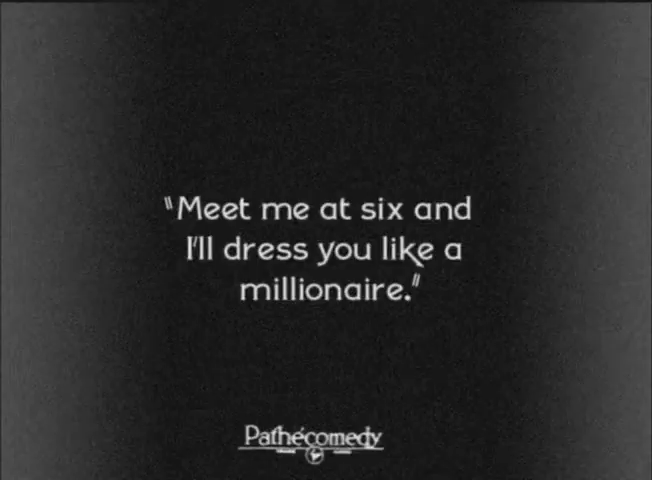 "Meet me at six and
I'll dress you like a
millionaire."
Pathécomedy